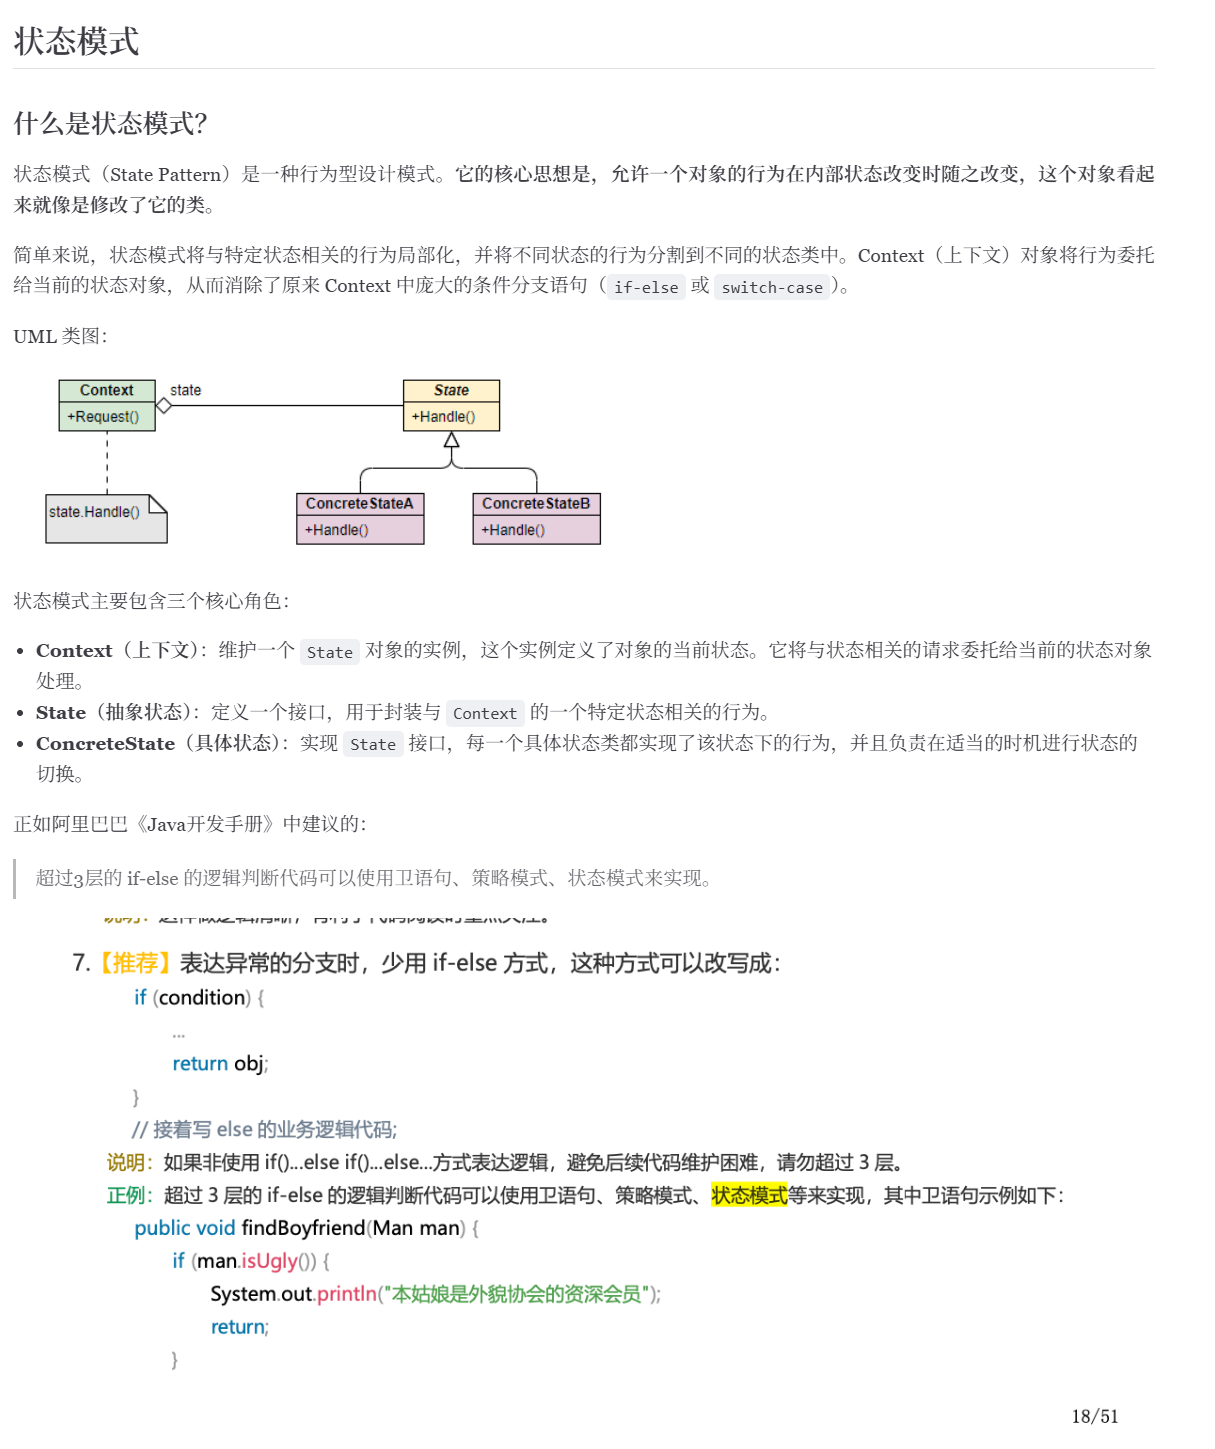 状态模式
什么是状态模式？
状态模式（State Pattern）是一种行为型设计模式。它的核心思想是，允许一个对象的行为在内部状态改变时随之改变，这个对象看起
来就像是修改了它的类。
简单来说，状态模式将与特定状态相关的行为局部化，并将不同状态的行为分割到不同的状态类中。Context（上下文）对象将行为委托
给当前的状态对象，从而消除了原来 Context 中庞大的条件分支语句（if-else 或 switch-case）。
UML 类图：
Context
state
State
+Request()
+Handle()
state.Handle()
ConcreteStateA
ConcreteStateB
+Handle()
+Handle()
状态模式主要包含三个核心角色：
• Context（上下文）：维护一个 State 对象的实例，这个实例定义了对象的当前状态。它将与状态相关的请求委托给当前的状态对象
处理。
• State（抽象状态）：定义一个接口，用于封装与 Context 的一个特定状态相关的行为。
• ConcreteState（具体状态）：实现 State 接口，每一个具体状态类都实现了该状态下的行为，并且负责在适当的时机进行状态的
切换。
正如阿里巴巴《Java开发手册》中建议的：
超过3层的 if-else 的逻辑判断代码可以使用卫语句、策略模式、状态模式来实现。
7.【推荐】表达异常的分支时，少用 if-else 方式，这种方式可以改写成：
if (condition) {
...
return obj;
}
// 接着写 else 的业务逻辑代码;
说明：如果非使用 if()...else if()...else...方式表达逻辑，避免后续代码维护困难，请勿超过 3 层。
正例：超过 3 层的 if-else 的逻辑判断代码可以使用卫语句、策略模式、状态模式等来实现，其中卫语句示例如下：
public void findBoyfriend(Man man) {
if (man.isUgly()) {
System.out.println("本姑娘是外貌协会的资深会员");
return;
}
18/51